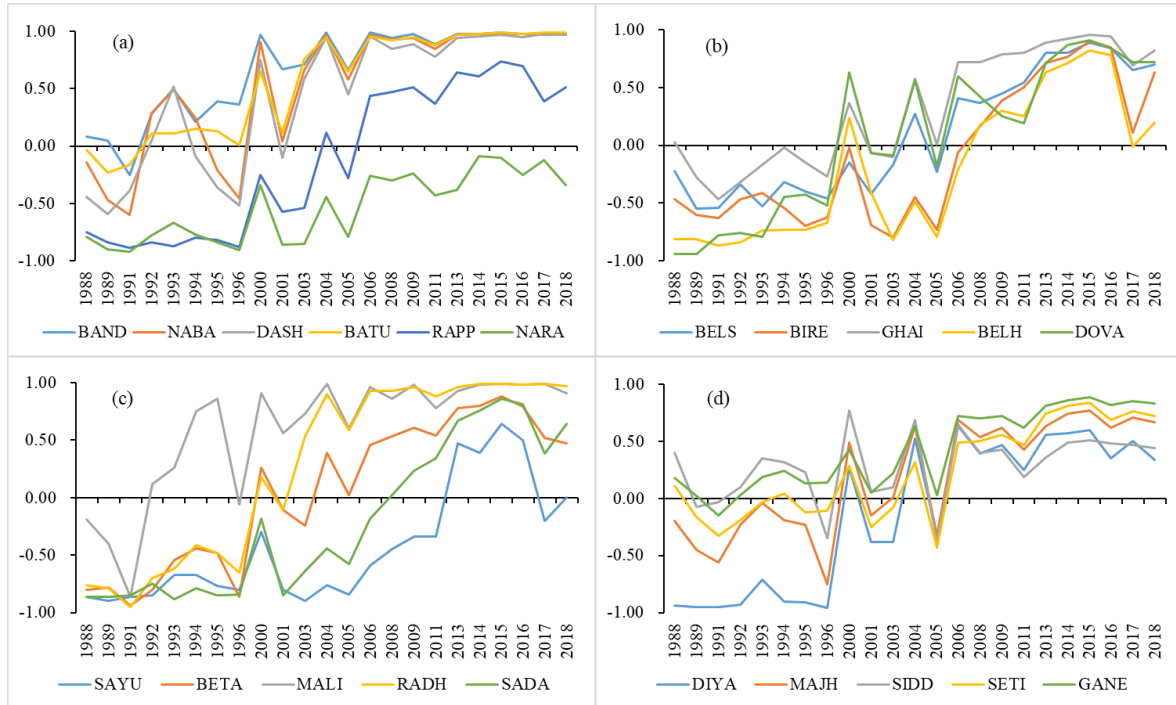 (a)
1.00
0.50
0.00
-0.50
-1.00
1988 1989 1991 1992 1993 1994 1995 1996 2000 2001 2003 2004 2005 2006 2008 2009 2011 2013 2014 2015 2016 2017 2018
BAND NABA DASH BATU RAPP NARA
(b)
1.00
0.50
0.00
-0.50
-1.00
1988 1989 1991 1992 1993 1994 1995 1996 2000 2001 2003 2004 2005 2006 2008 2009 2011 2013 2014 2015 2016 2017 2018
BELS BIRE GHAI BELH DOVA
(c)
1.00
0.50
0.00
-0.50
-1.00
1988 1989 1991 1992 1993 1994 1995 1996 2000 2001 2003 2004 2005 2006 2008 2009 2011 2013 2014 2015 2016 2017 2018
SAYU BETA MALI RADH SADA
(d)
1.00
0.50
0.00
-0.50
-1.00
1988 1989 1991 1992 1993 1994 1995 1996 2000 2001 2003 2004 2005 2006 2008 2009 2011 2013 2014 2015 2016 2017 2018
DIYA MAJH SIDD SETI GANE